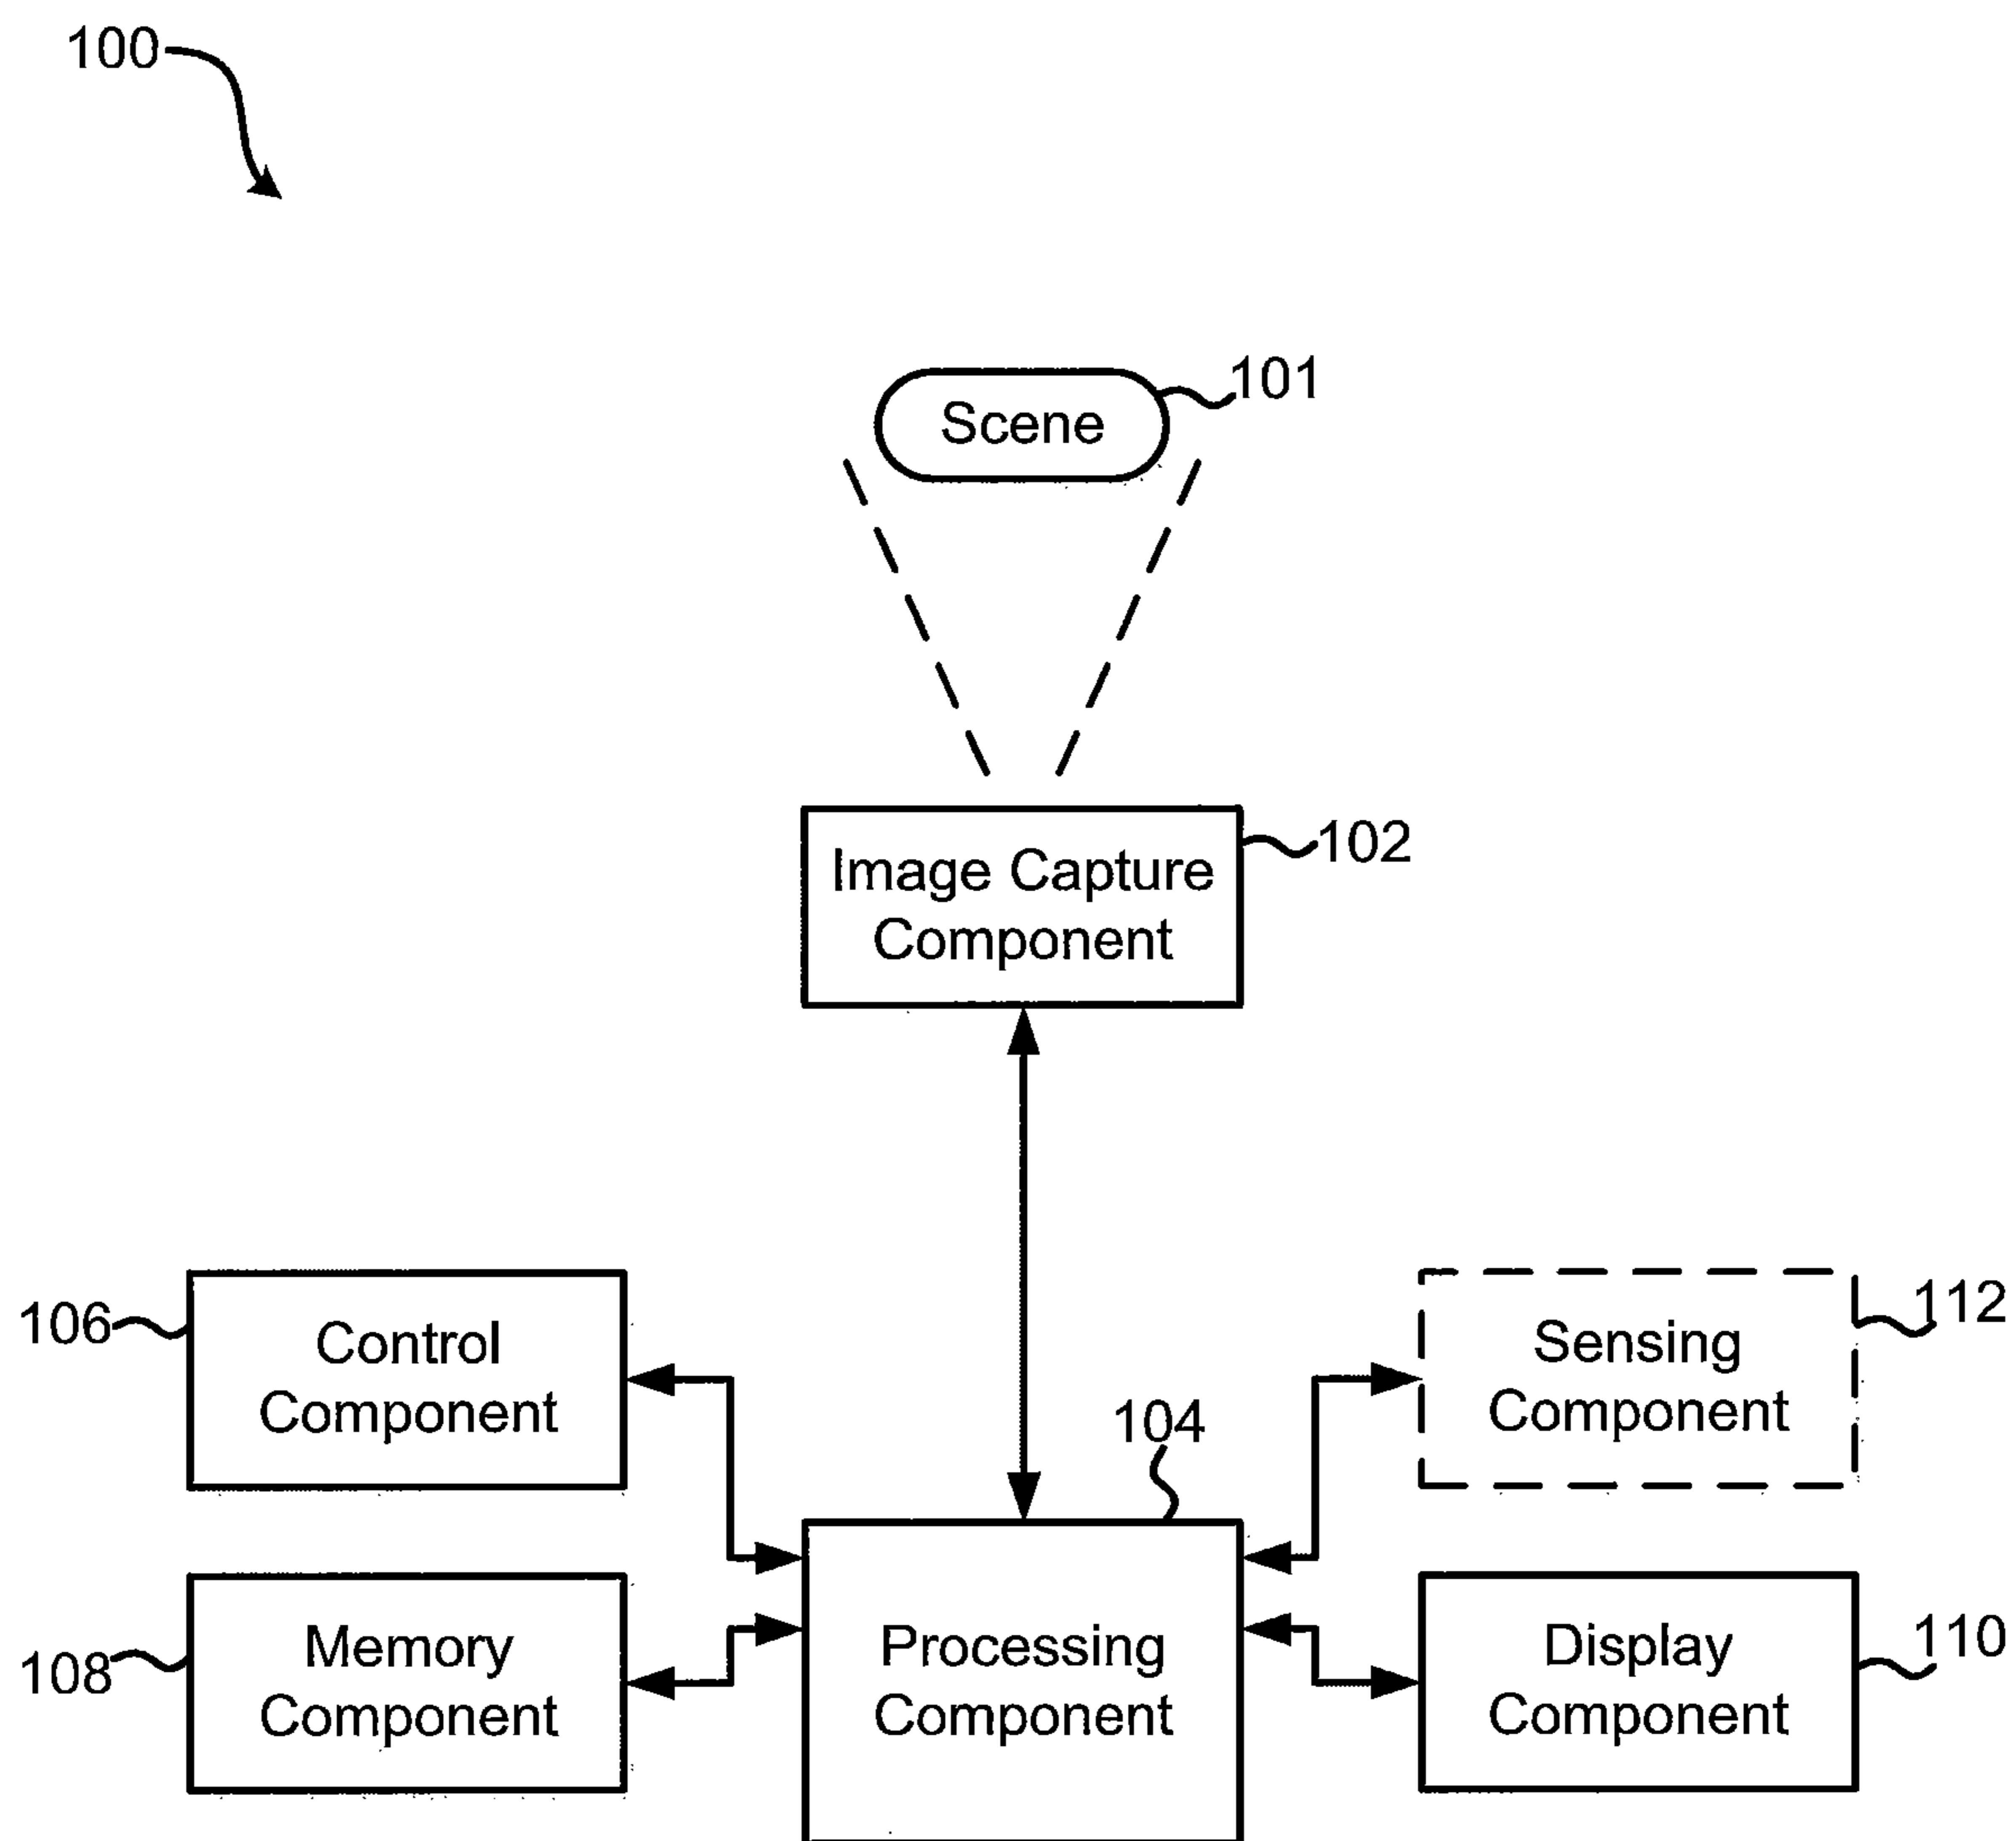 100
101
Scene
102
Image Capture
Component
106
Control
Component
112
Sensing
Component
104
108
Memory
Component
Processing
Component
110
Display
Component